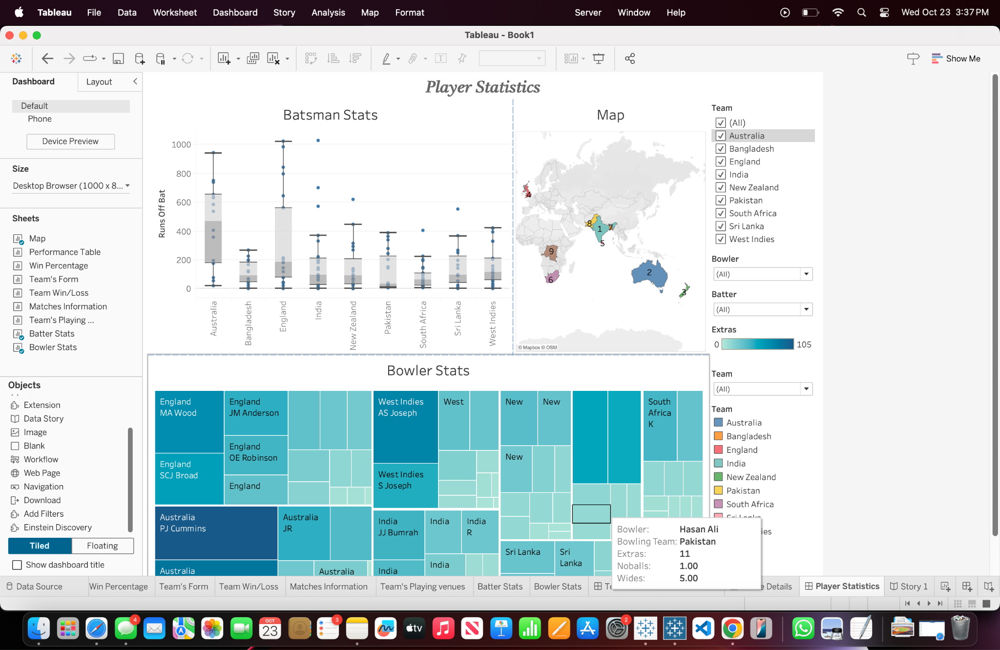 Tableau File Data Worksheet Dashboard Story Analysis Map Format Server Window Help Wed Oct 23 3:37 PM
Tableau - Book1
Show Me
Dashboard Layout
Default
Phone
Device Preview
Size
Desktop Browser (1000 x 8...
Sheets
Map
Performance Table
Win Percentage
Team's Form
Team Win/Loss
Matches Information
Team's Playing ...
Batter Stats
Bowler Stats
Objects
Extension
Data Story
Image
Blank
Workflow
Web Page
Navigation
Download
Add Filters
Einstein Discovery
Tiled Floating
Show dashboard title
Player Statistics
Batsman Stats
Runs Off Bat
1000
800
600
400
200
0
Australia
Bangladesh
England
India
New Zealand
Pakistan
South Africa
Sri Lanka
West Indies
Map
4
8
1
7
5
9
6
2
3
© Mapbox © OSM
Team
(All)
Australia
Bangladesh
England
India
New Zealand
Pakistan
South Africa
Sri Lanka
West Indies
Bowler
(All)
Batter
(All)
Extras
0 105
Team
(All)
Team
Australia
Bangladesh
England
India
New Zealand
Pakistan
South Africa
Sri Lanka
ies
Bowler Stats
England
MA Wood
England
SCJ Broad
England
JM Anderson
England
OE Robinson
England
Australia
PJ Cummins
Australia
Australia
JR
Australia
West Indies
AS Joseph
West Indies
S Joseph
West
India
JJ Bumrah
India
India
R
India
India
New
New
New
Sri Lanka
Sri
Lanka
South
Africa
K
Bowler: Hasan Ali
Bowling Team: Pakistan
Extras: 11
Noballs: 1.00
Wides: 5.00
Data Source Win Percentage Team's Form Team Win/Loss Matches Information Team's Playing venues Batter Stats Bowler Stats Te e Details Player Statistics Story 1
4
OCT
23
3
tv
2